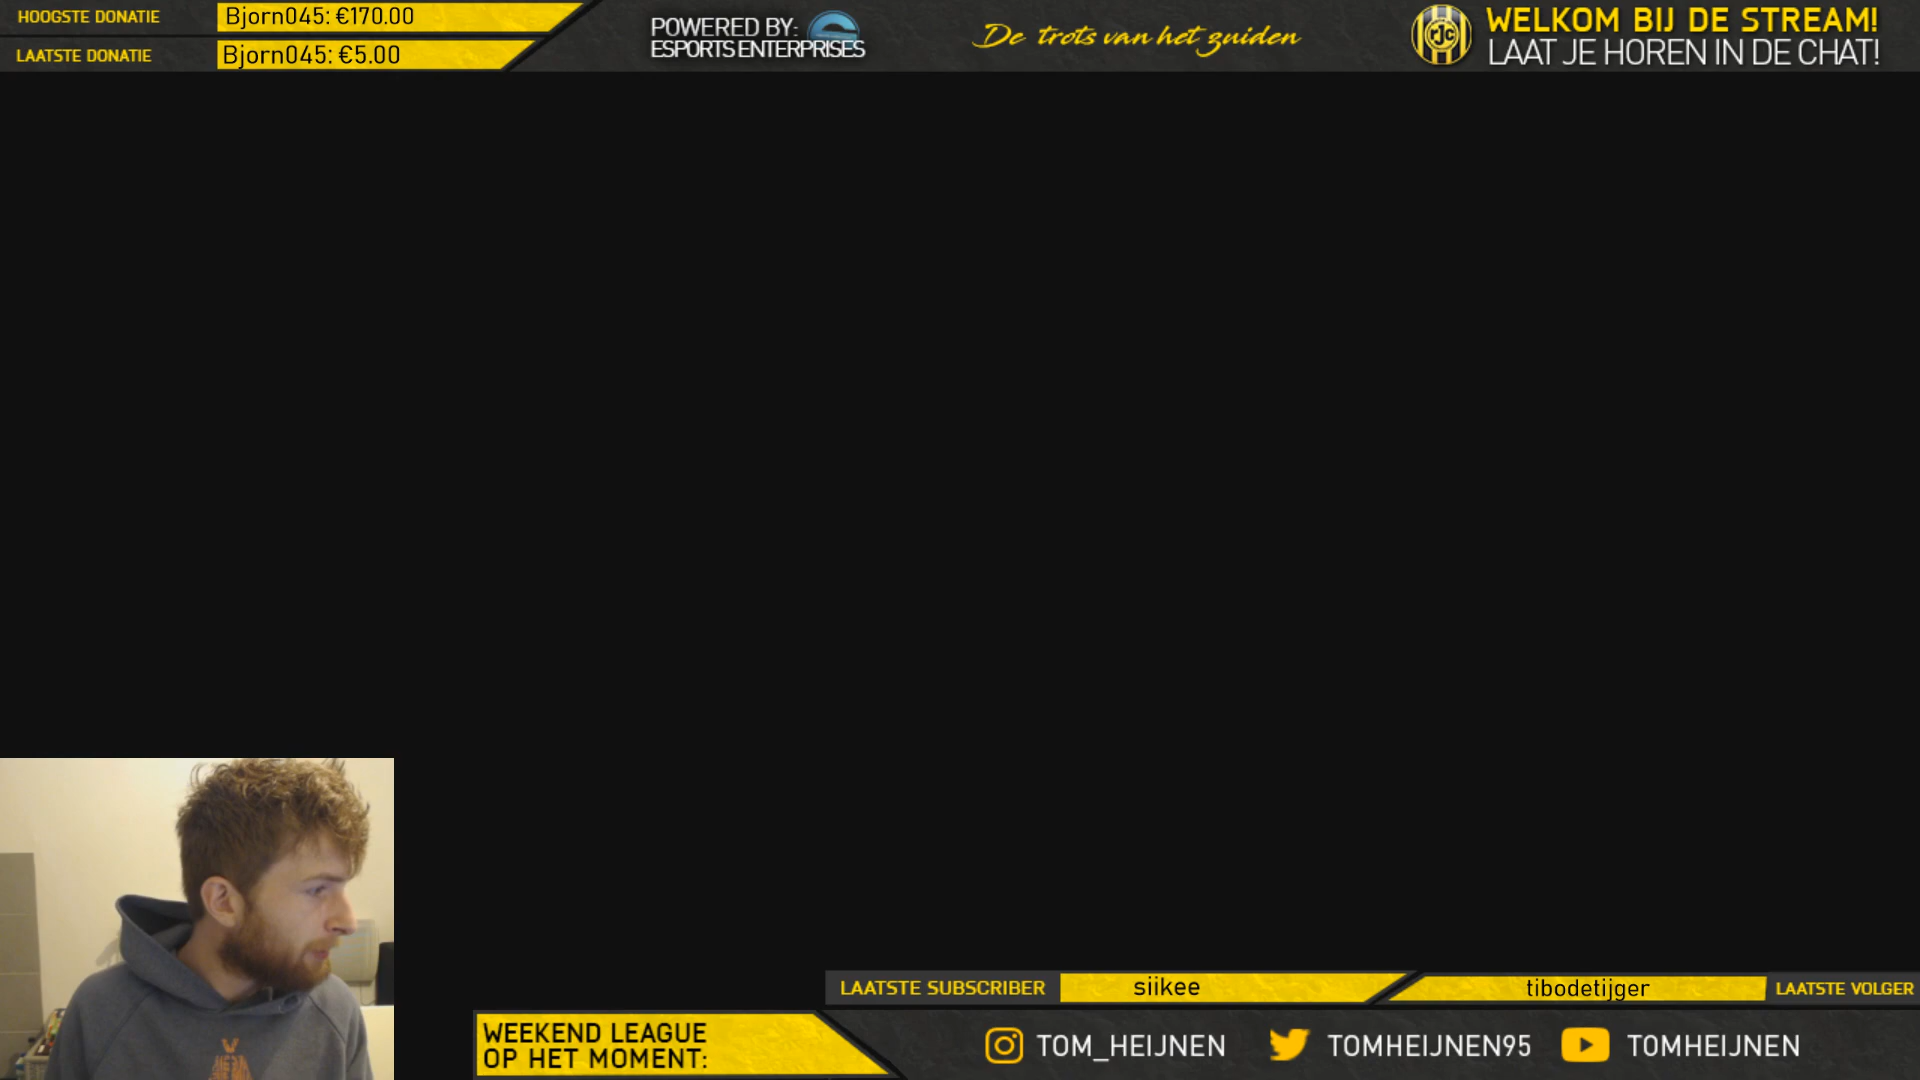 HOOGSTE DONATIE
Bjorn045: €170.00
LAATSTE DONATIE
Bjorn045: €5.00
POWERED BY:
ESPORTS ENTERPRISES
De trots van het zuiden
WELKOM BIJ DE STREAM!
LAAT JE HOREN IN DE CHAT!
LAATSTE SUBSCRIBER
siikee
tibodetijger
LAATSTE VOLGER
WEEKEND LEAGUE
OP HET MOMENT:
TOM_HEIJNEN
TOMHEIJNEN95
TOMHEIJNEN